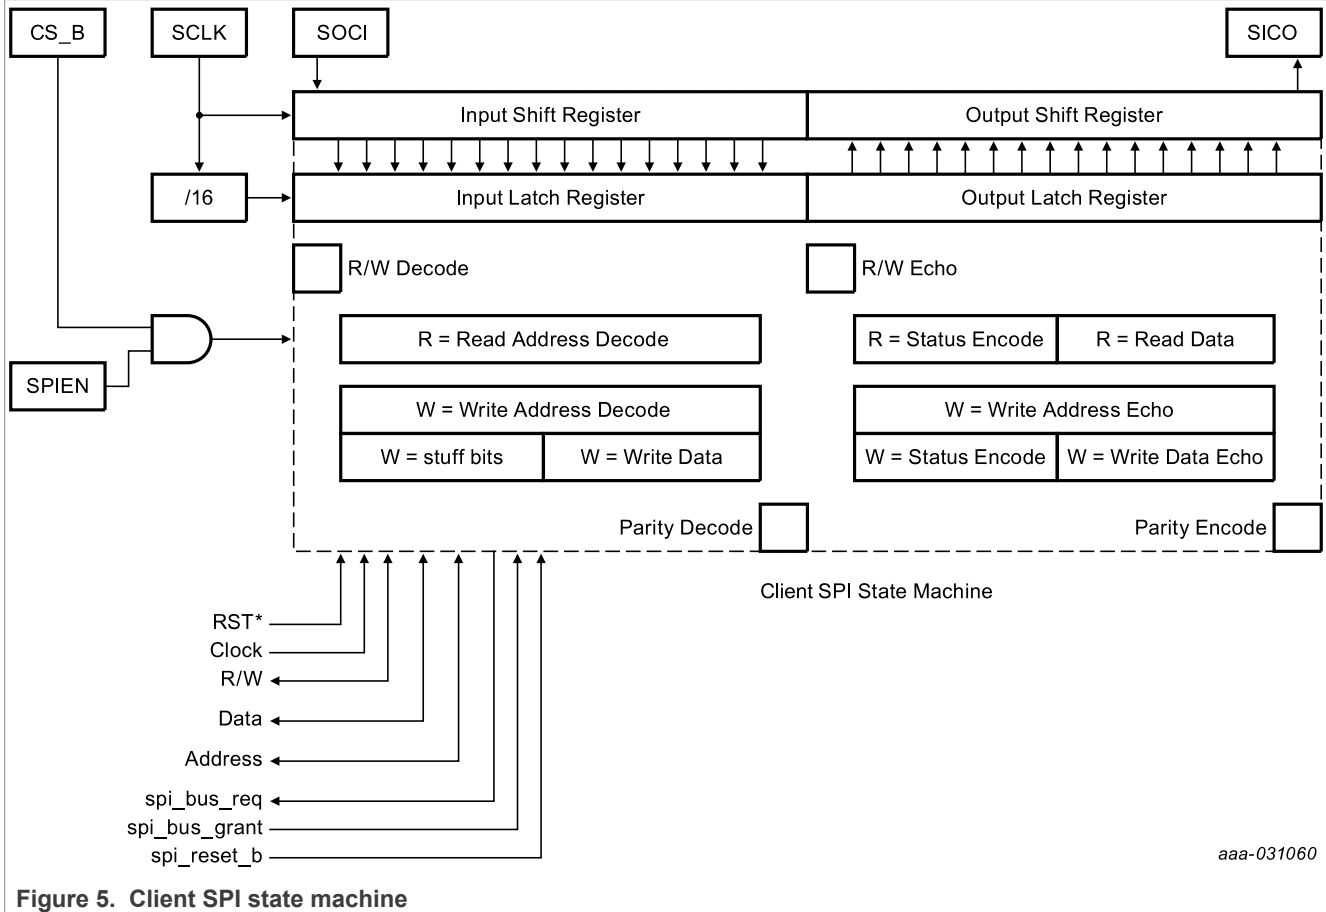 CS_B SCLK SOCI SICO
Input Shift Register Output Shift Register
/16 Input Latch Register Output Latch Register
R/W Decode R/W Echo
R = Read Address Decode R = Status Encode R = Read Data
SPIEN
W = Write Address Decode W = Write Address Echo
W = stuff bits W = Write Data W = Status Encode W = Write Data Echo
Parity Decode Parity Encode
Client SPI State Machine
RST*
Clock
R/W
Data
Address
spi_bus_req
spi_bus_grant
spi_reset_b
aaa-031060
Figure 5. Client SPI state machine